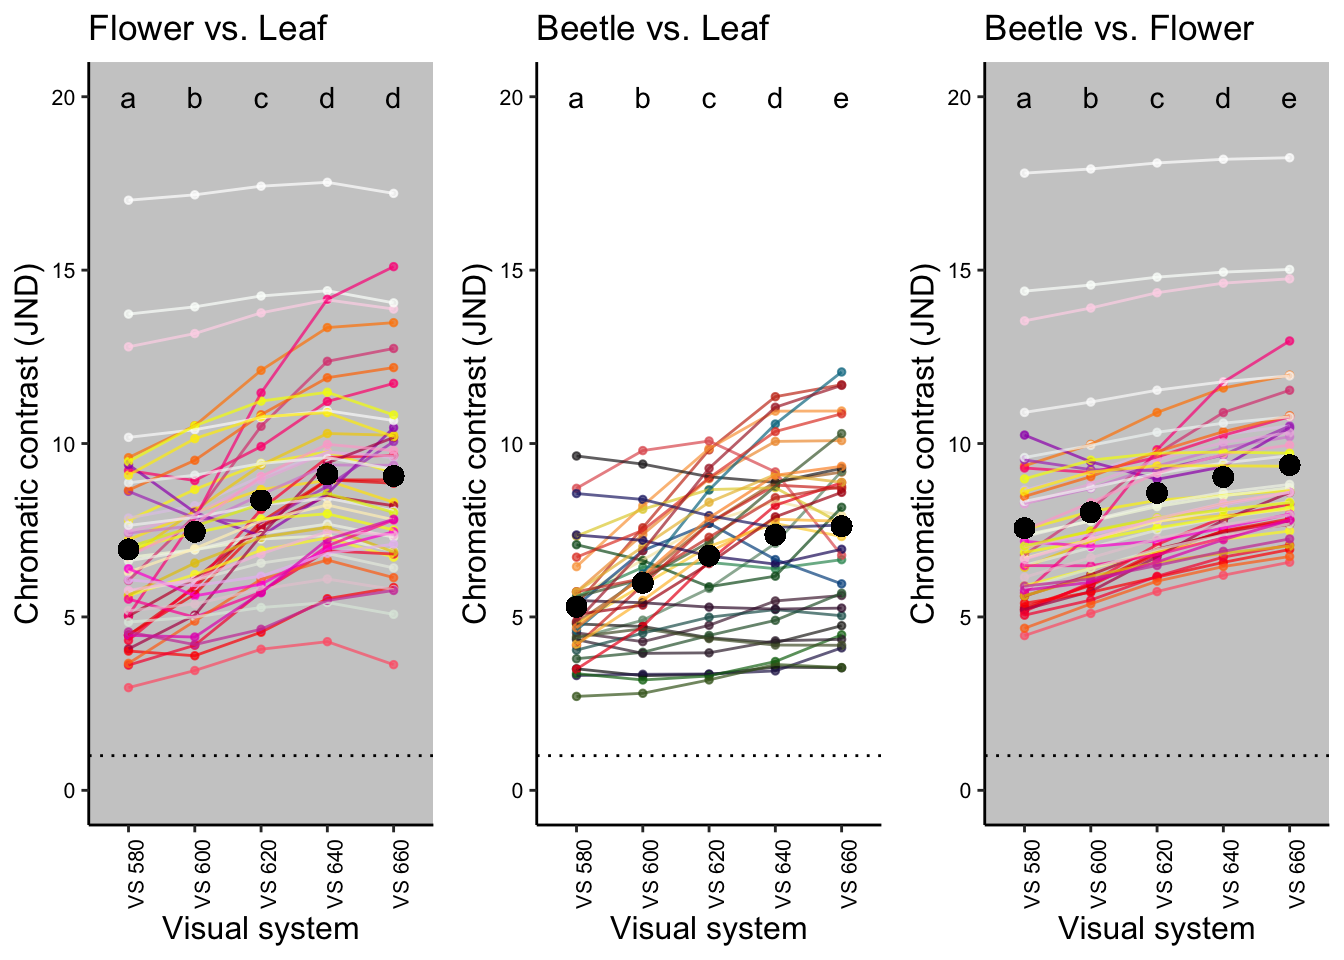 Flower vs. Leaf
Beetle vs. Leaf
Beetle vs. Flower
Chromatic contrast (JND)
20
15
10
5
0
a b c d d
VS 580
VS 600
VS 620
VS 640
VS 660
Visual system
Chromatic contrast (JND)
20
15
10
5
0
a b c d e
VS 580
VS 600
VS 620
VS 640
VS 660
Visual system
Chromatic contrast (JND)
20
15
10
5
0
a b c d e
VS 580
VS 600
VS 620
VS 640
VS 660
Visual system